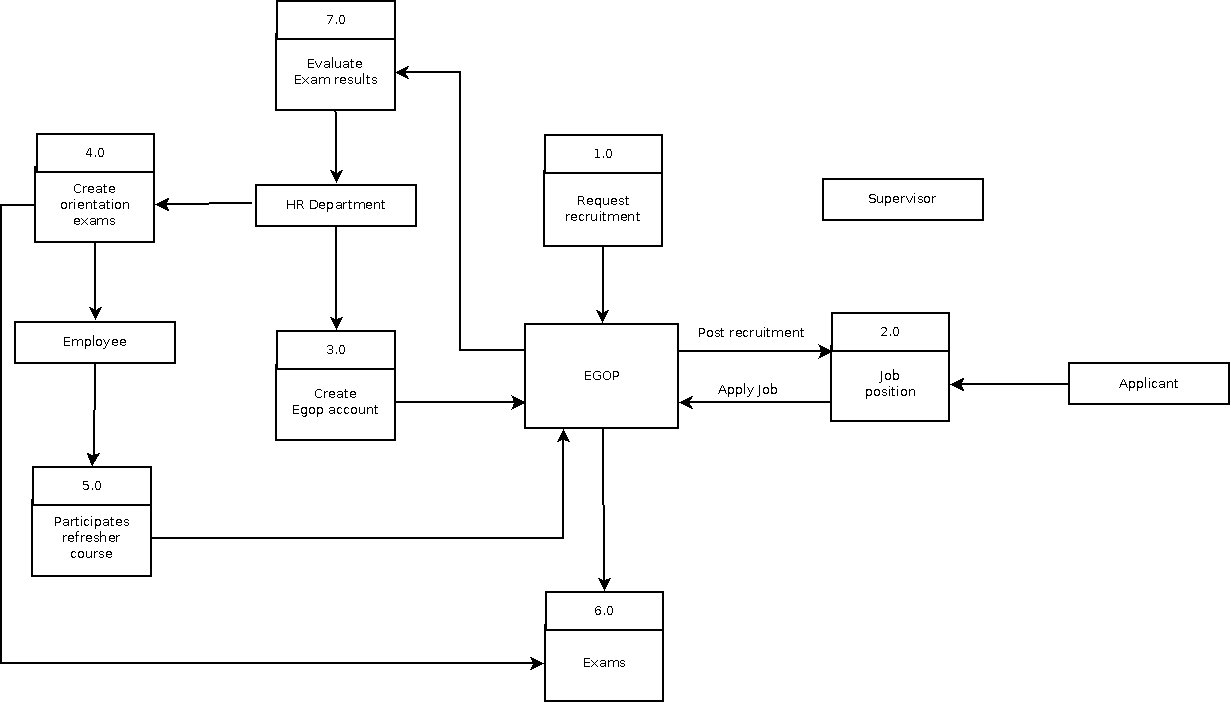 7.0
Evaluate
Exam results
4.0
Create
orientation
exams
HR Department
1.0
Request
recruitment
Supervisor
Employee
3.0
Create
Egop account
EGOP
Post recruitment
Apply Job
2.0
Job
position
Applicant
5.0
Participates
refresher
course
6.0
Exams